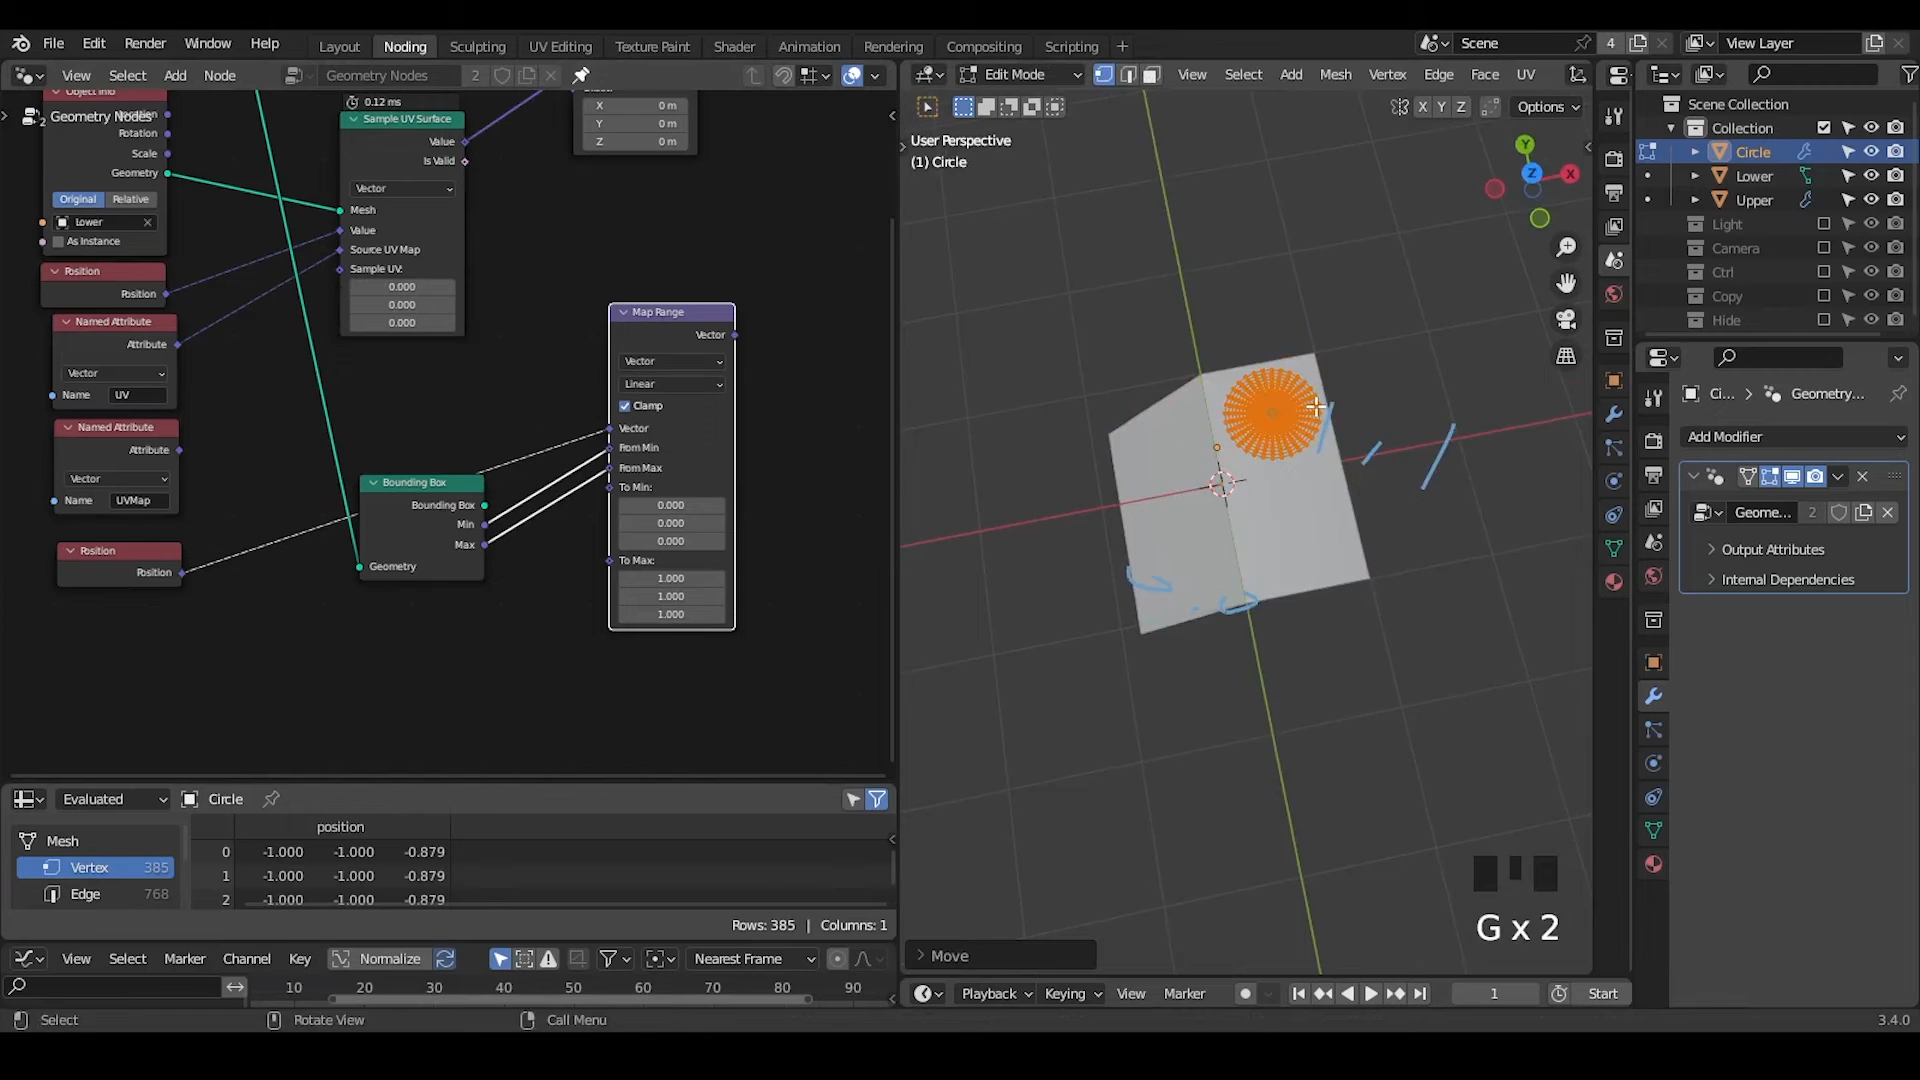 File Edit Render Window Help Layout Noding Sculpting UV Editing Texture Paint Shader Animation Rendering Compositing Scripting + Scene 4 View Layer
View Select Add Node Geometry Nodes 2
Edit Mode View Select Add Mesh Vertex Edge Face UV
X Y Z Options
User Perspective
(1) Circle
Object Info
Geometry Nodes
2
Rotation
Scale
Geometry
Original Relative
Lower
As Instance
Position
Position
Named Attribute
Attribute
Vector
Name UV
Named Attribute
Attribute
Vector
Name UVMap
Position
Position
0.12 ms
Sample UV Surface
Value
Is Valid
Vector
Mesh
Value
Source UV Map
Sample UV:
0.000
0.000
0.000
X 0 m
Y 0 m
Z 0 m
Bounding Box
Bounding Box
Min
Max
Geometry
Map Range
Vector
Vector
Linear
Clamp
Vector
From Min
From Max
To Min:
0.000
0.000
0.000
To Max:
1.000
1.000
1.000
Y
Z X
Move
G x 2
Scene Collection
Collection
Circle
Lower
Upper
Light
Camera
Ctrl
Copy
Hide
Ci... > Geometry...
Add Modifier
Geome... 2
Output Attributes
Internal Dependencies
Evaluated Circle
Mesh
Vertex 385
Edge 768
position
0 -1.000 -1.000 -0.879
1 -1.000 -1.000 -0.879
2 -1.000 -1.000 -0.879
Rows: 385 | Columns: 1
View Select Marker Channel Key Normalize Nearest Frame
10 20 30 40 50 60 70 80 90
Playback Keying View Marker 1 Start
Select Rotate View Call Menu 3.4.0